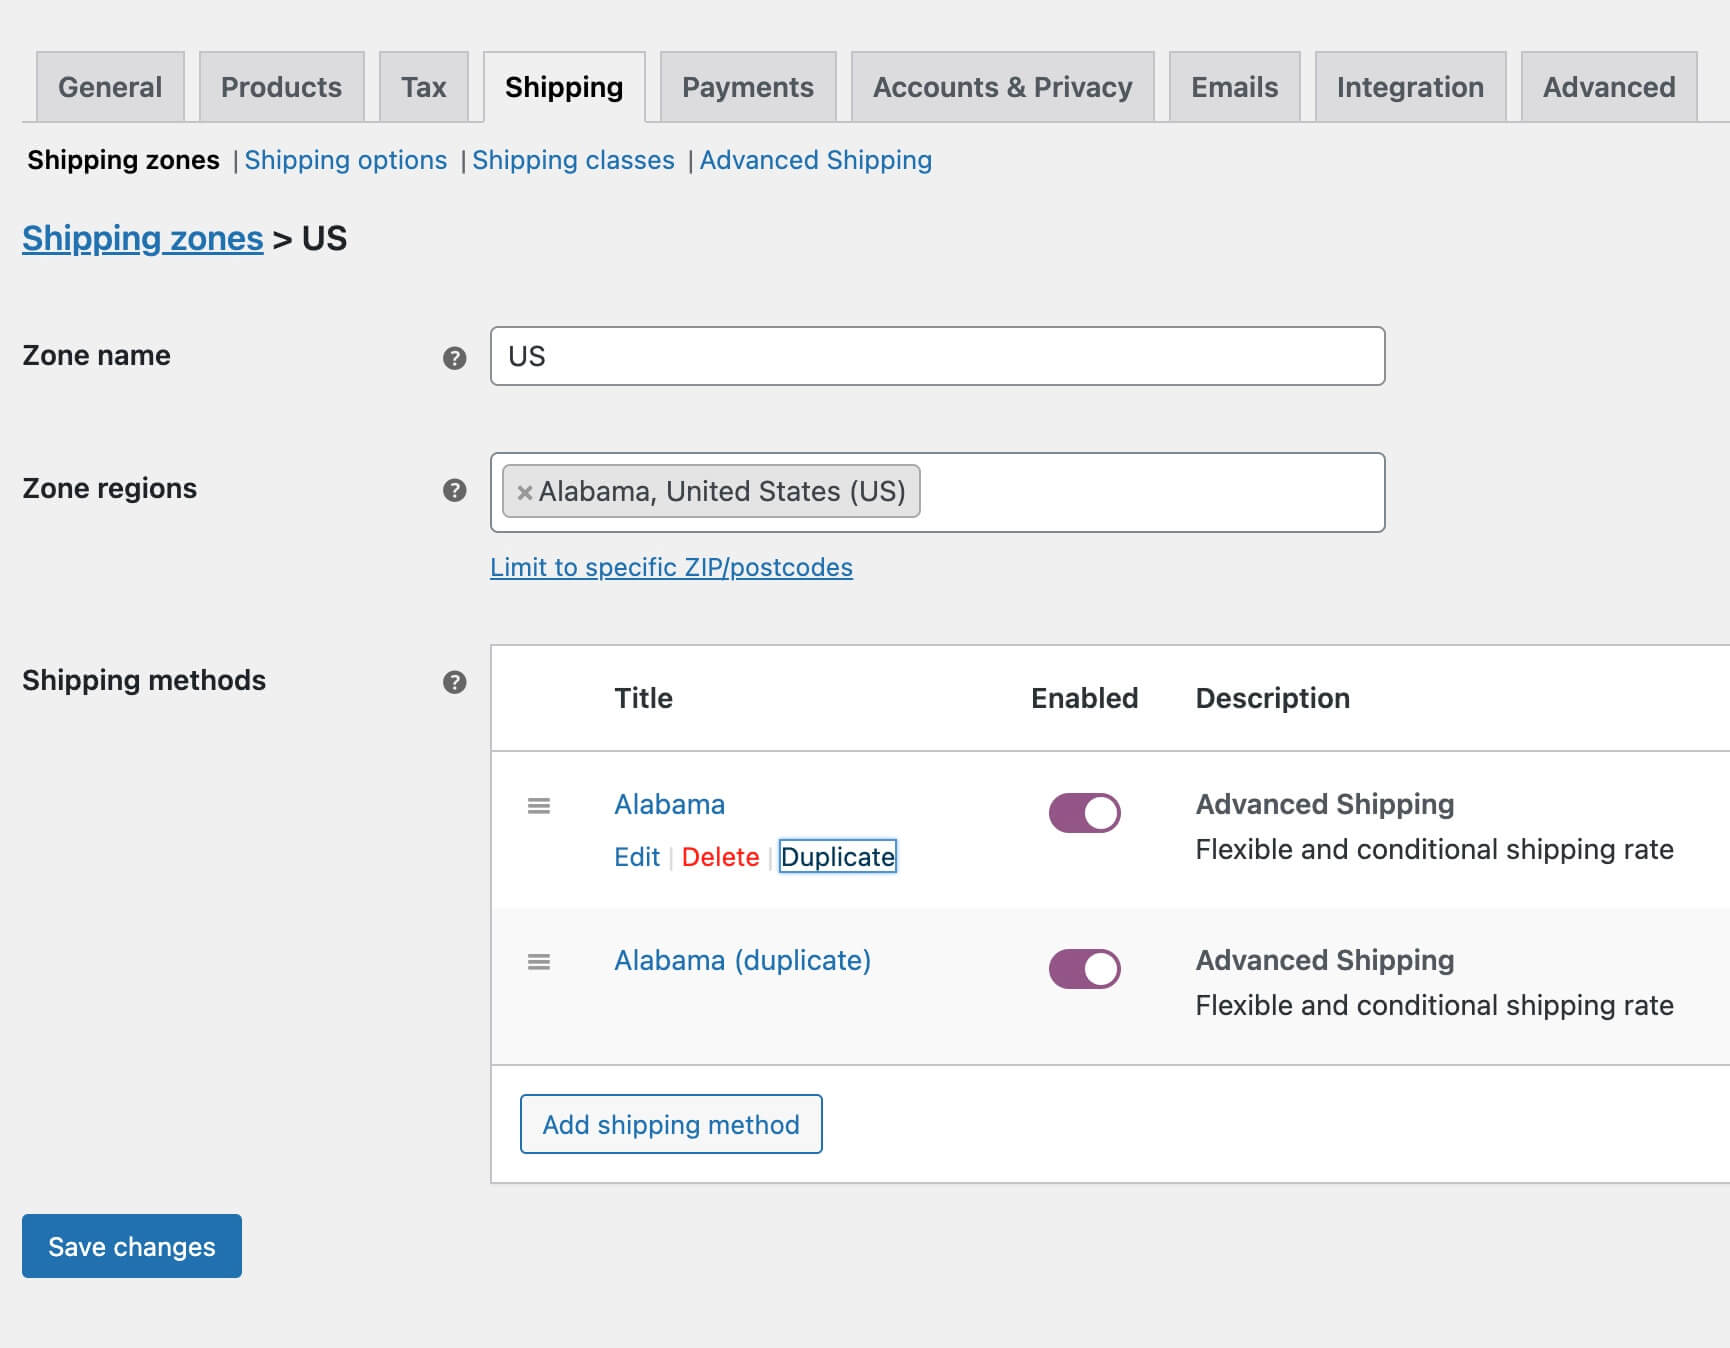 General Products Tax Shipping Payments Accounts & Privacy Emails Integration Advanced
Shipping zones | Shipping options | Shipping classes | Advanced Shipping
Shipping zones > US
Zone name ? US
Zone regions ? × Alabama, United States (US)
Limit to specific ZIP/postcodes
Shipping methods ? Title Enabled Description
Alabama Advanced Shipping
Flexible and conditional shipping rate
Edit | Delete | Duplicate
Alabama (duplicate) Advanced Shipping
Flexible and conditional shipping rate
Add shipping method
Save changes